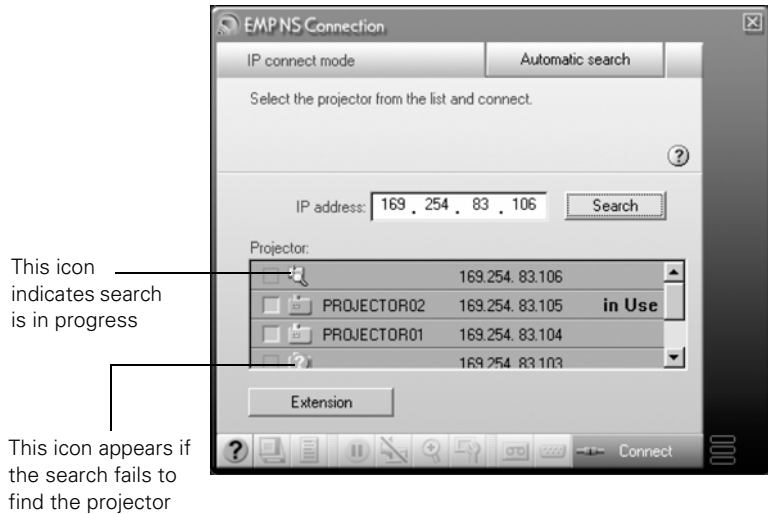 EMP NS Connection
IP connect mode
Automatic search
Select the projector from the list and connect.
IP address: 169 . 254 . 83 . 106
Search
Projector:
169.254. 83.106
PROJECTOR02 169.254. 83.105 in Use
PROJECTOR01 169.254. 83.104
169.254. 83.103
Extension
Connect
This icon
indicates search
is in progress
This icon appears if
the search fails to
find the projector